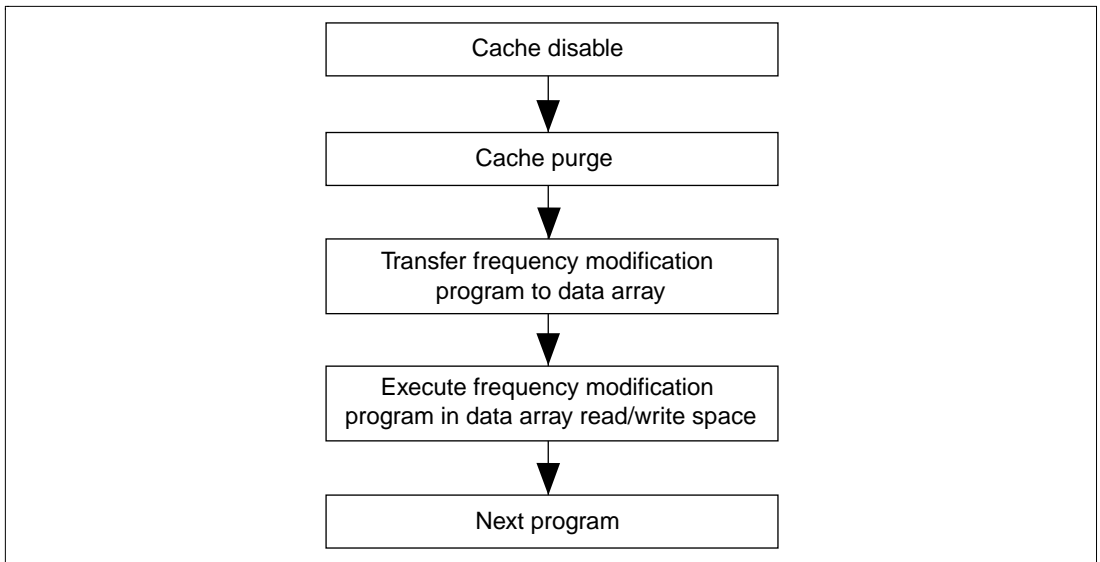 Cache disable
Cache purge
Transfer frequency modification
program to data array
Execute frequency modification
program in data array read/write space
Next program